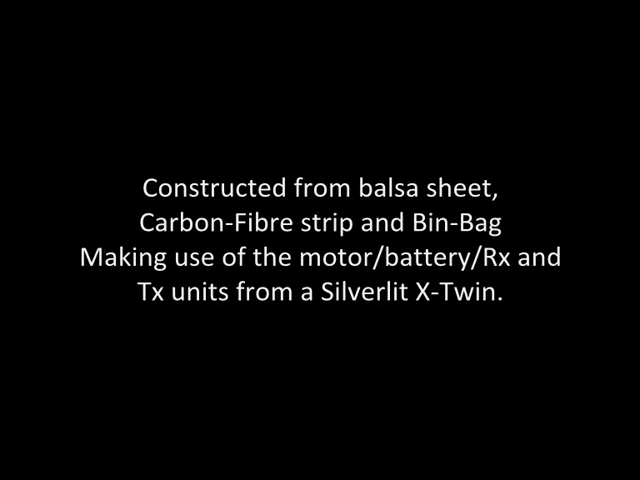 Constructed from balsa sheet,
Carbon-Fibre strip and Bin-Bag
Making use of the motor/battery/Rx and
Tx units from a Silverlit X-Twin.